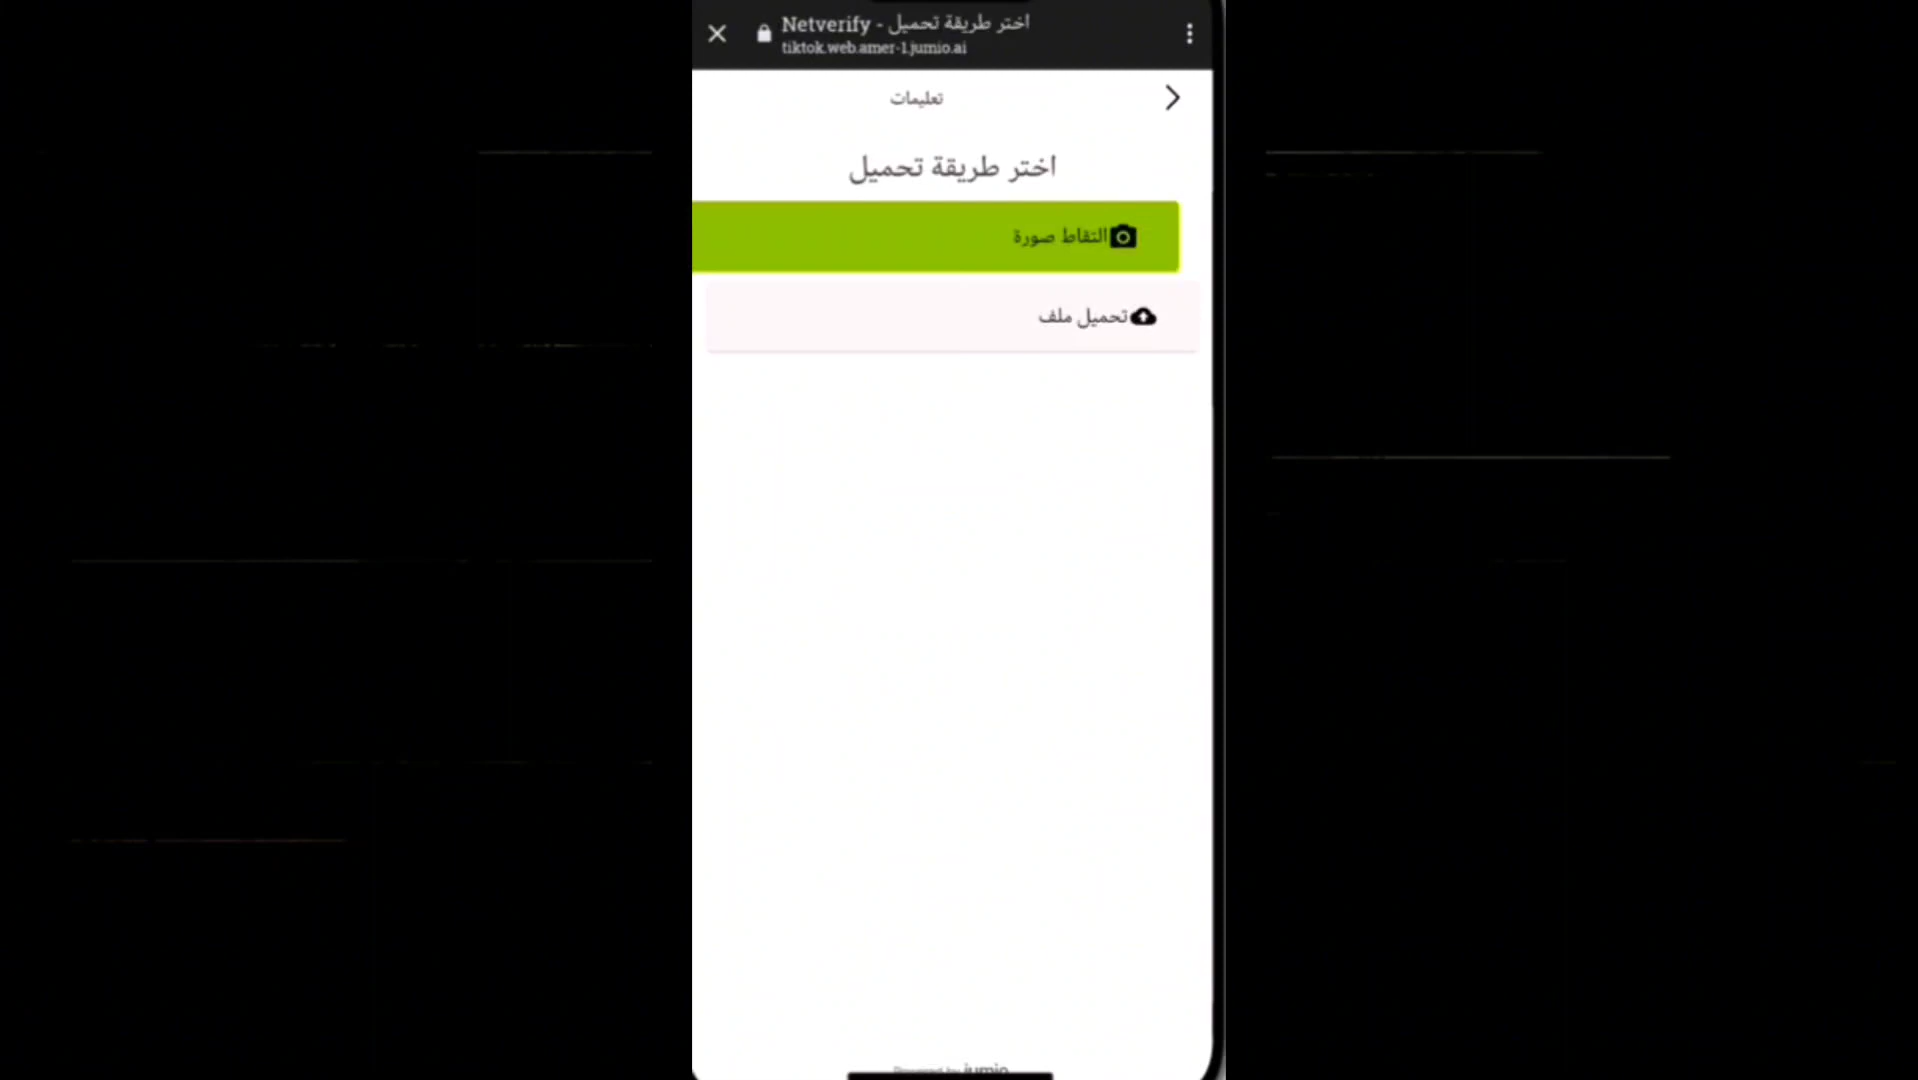 Netverify - اختر طريقة تحميل
tiktok.web.amer-1.jumio.ai
تعليمات
اختر طريقة تحميل
التقاط صورة
تحميل ملف
Powered by jumio